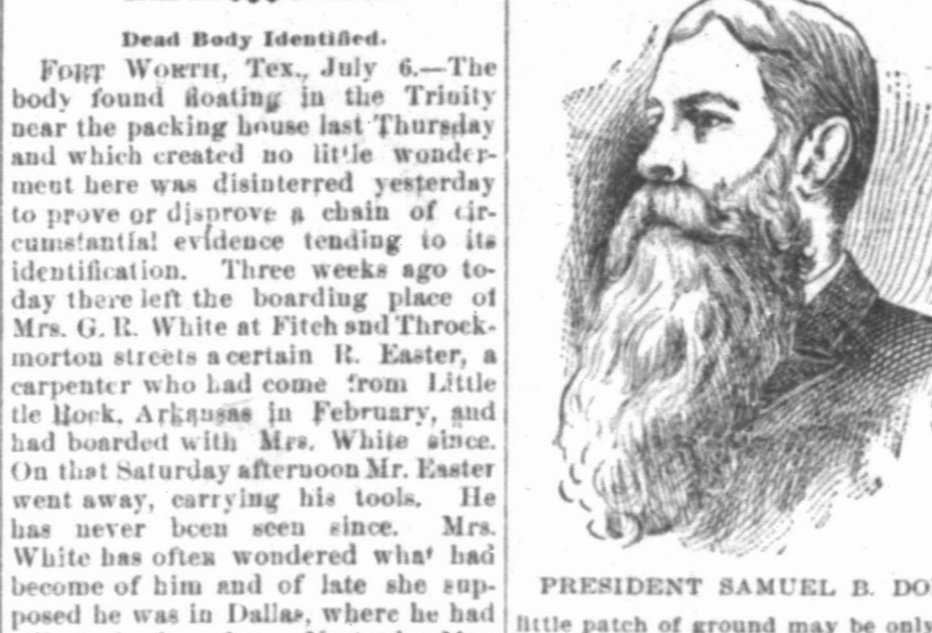 Dead Body Identified.
FORT WORTH, Tex., July 6.—The
body found floating in the Trinity
near the packing house last Thursday
and which created no little wonder-
ment here was disinterred yesterday
to prove or disprove a chain of cir-
cumstantial evidence tending to its
identification. Three weeks ago to-
day there left the boarding place of
Mrs. G. R. White at Fitch and Throck-
morton streets a certain R. Easter, a
carpenter who had come from Little
tle Rock, Arkansas in February, and
had boarded with Mrs. White since.
On that Saturday afternoon Mr. Easter
went away, carrying his tools. He
has never been seen since. Mrs.
White has often wondered what had
become of him and of late she sup-
posed he was in Dallas, where he had
PRESIDENT SAMUEL B. DO
little patch of ground may be only